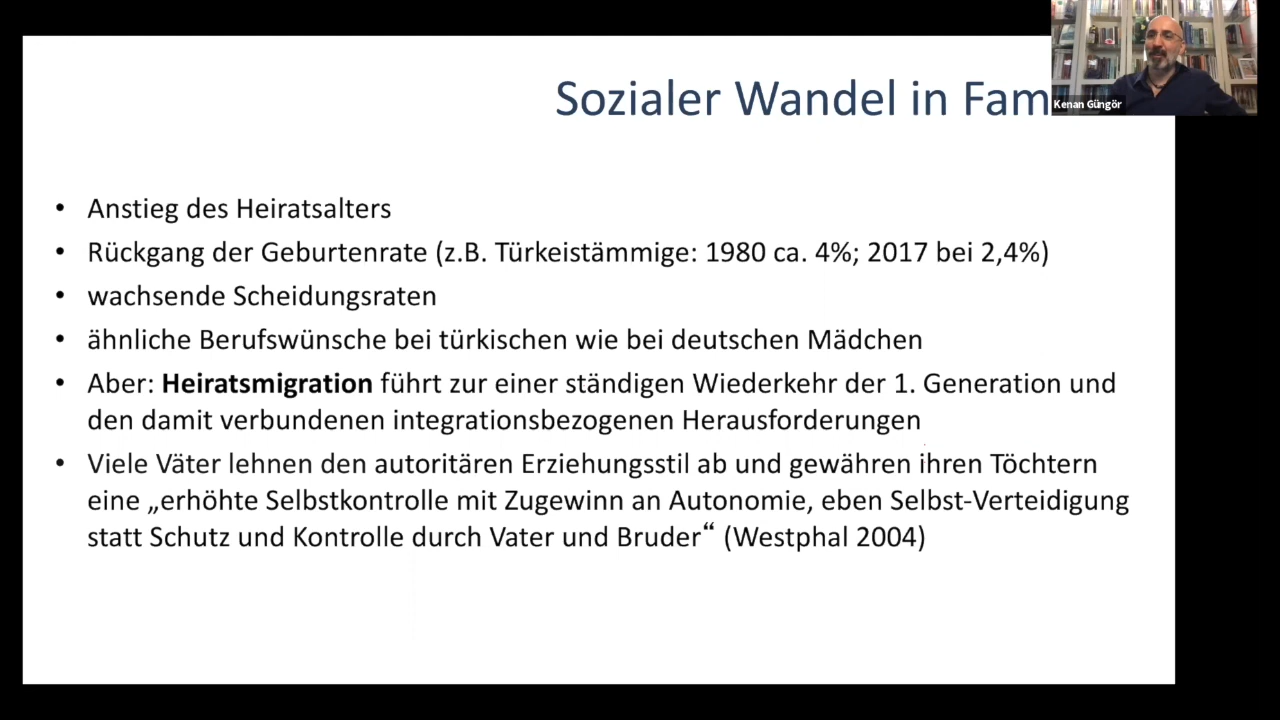 Sozialer Wandel in Fam
Kenan Güngör
• Anstieg des Heiratsalters
• Rückgang der Geburtenrate (z.B. Türkeistämmige: 1980 ca. 4%; 2017 bei 2,4%)
• wachsende Scheidungsraten
• ähnliche Berufswünsche bei türkischen wie bei deutschen Mädchen
• Aber: Heiratsmigration führt zur einer ständigen Wiederkehr der 1. Generation und
den damit verbundenen integrationsbezogenen Herausforderungen
• Viele Väter lehnen den autoritären Erziehungsstil ab und gewähren ihren Töchtern
eine „erhöhte Selbstkontrolle mit Zugewinn an Autonomie, eben Selbst-Verteidigung
statt Schutz und Kontrolle durch Vater und Bruder“ (Westphal 2004)